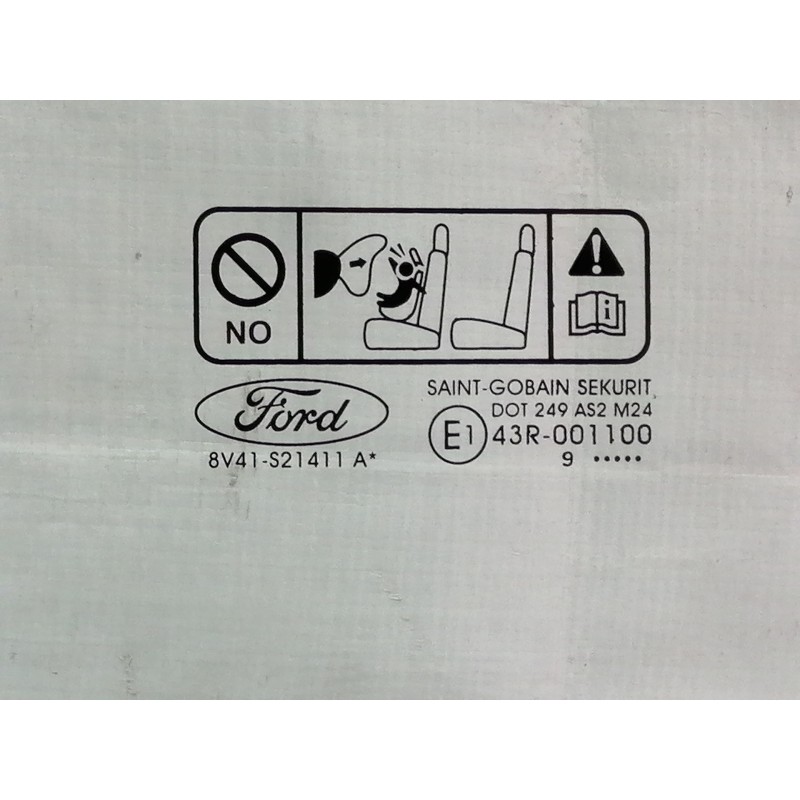 NO
i
Ford
8V41-S21411 A*
SAINT-GOBAIN SEKURIT
DOT 249 AS2 M24
E1 43R-001100
9 •••••